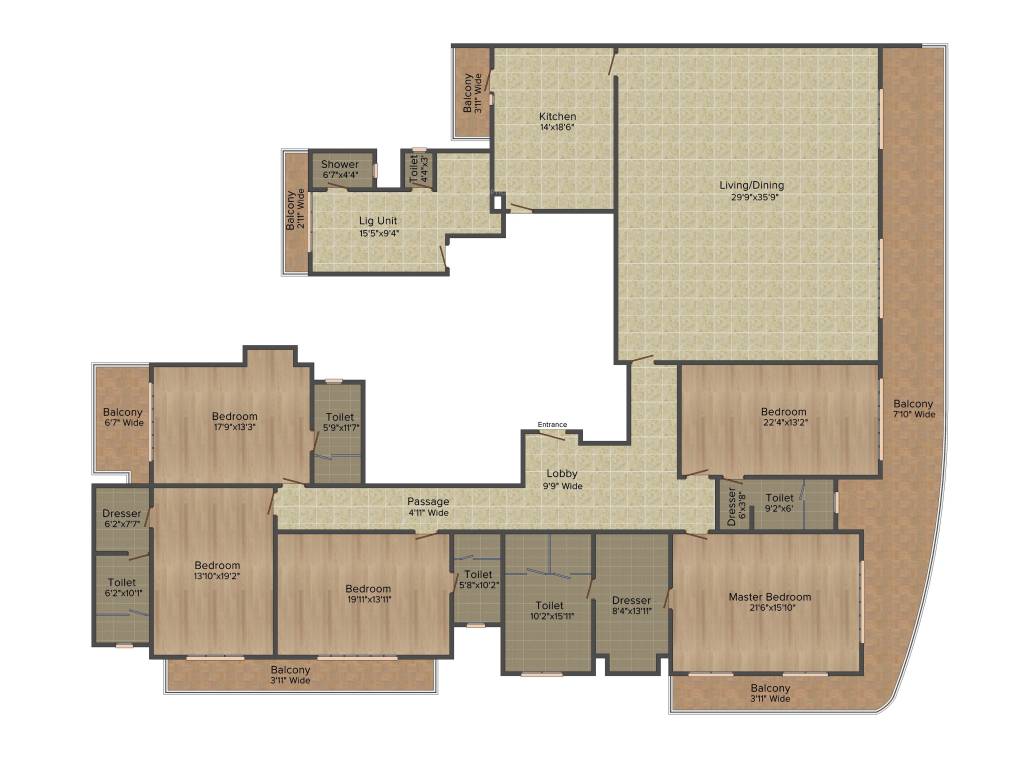 Balcony
3'11" Wide
Kitchen
14'x18'6"
Living/Dining
29'9"x35'9"
Shower
6'7"x4'4"
Toilet
4'4"x3'
Balcony
2'11" Wide
Lig Unit
15'5"x9'4"
Balcony
6'7" Wide
Bedroom
17'9"x13'3"
Toilet
5'9"x11'7"
Entrance
Bedroom
22'4"x13'2"
Balcony
7'10" Wide
Lobby
9'9" Wide
Passage
4'11" Wide
Dresser
6'x3'8"
Toilet
9'2"x6'
Dresser
6'2"x7'7"
Toilet
6'2"x10'1"
Bedroom
13'10"x19'2"
Bedroom
19'11"x13'11"
Toilet
5'8"x10'2"
Toilet
10'2"x15'11"
Dresser
8'4"x13'11"
Master Bedroom
21'6"x15'10"
Balcony
3'11" Wide
Balcony
3'11" Wide